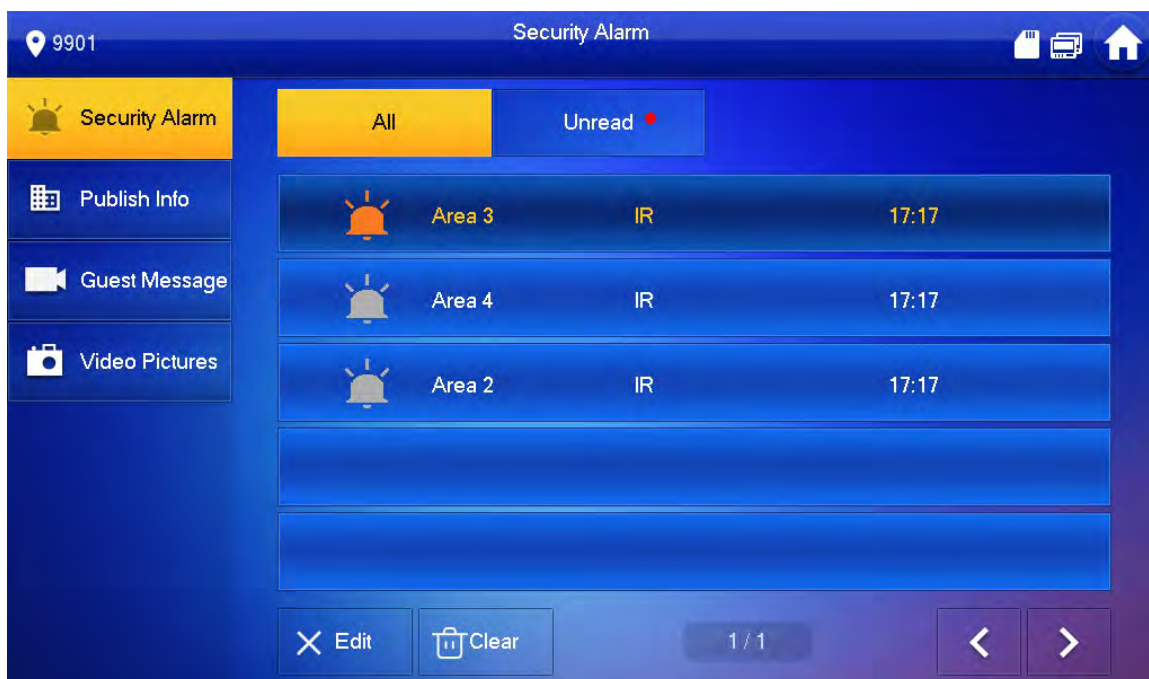 9901
Security Alarm
Security Alarm
Publish Info
Guest Message
Video Pictures
All
Unread
Area 3 IR 17:17
Area 4 IR 17:17
Area 2 IR 17:17
Edit
Clear
1/1